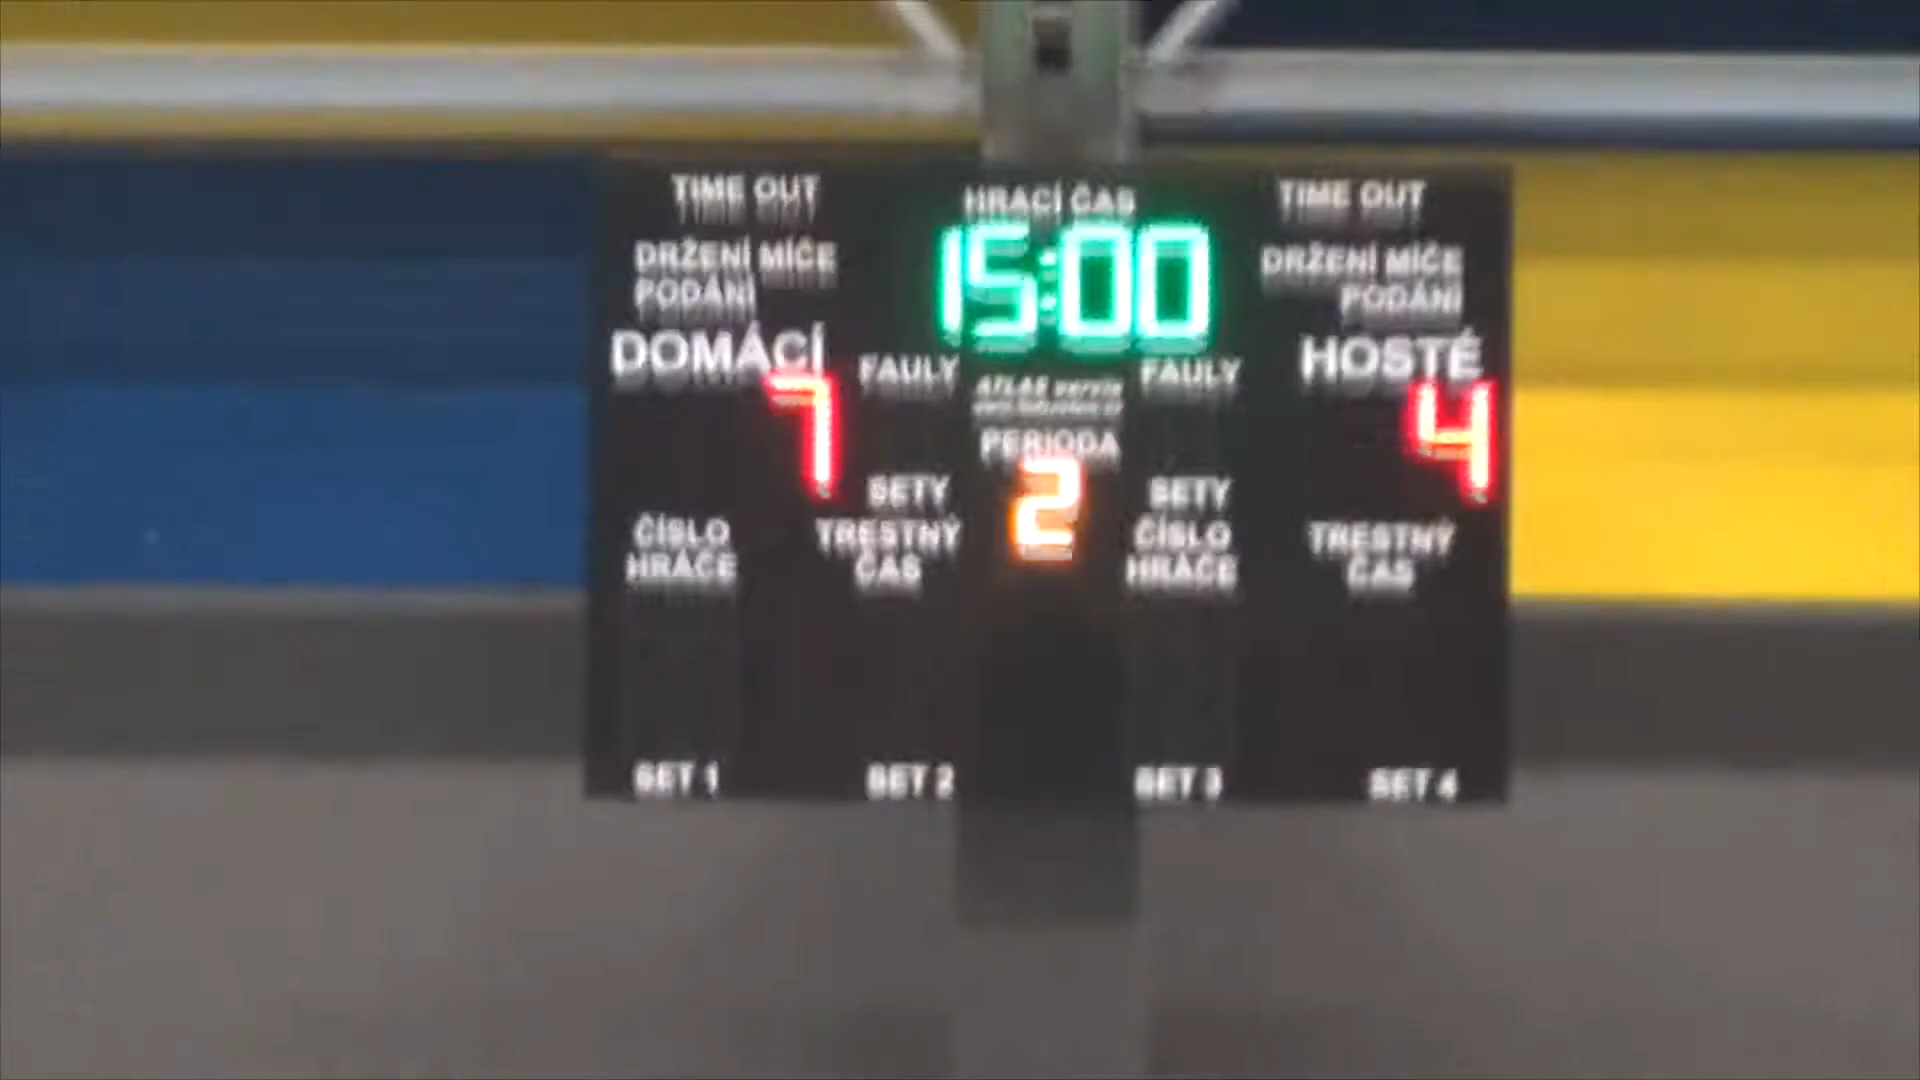 TIME OUT
HRACÍ ČAS
TIME OUT
15:00
DRŽENÍ MÍČE
PODÁNÍ
DRŽENÍ MÍČE
PODÁNÍ
DOMÁCÍ
HOSTÉ
FAULY
FAULY
7
ATLAS servis
4
PERIODA
2
SETY
SETY
ČÍSLO
HRÁČE
TRESTNÝ
ČAS
ČÍSLO
HRÁČE
TRESTNÝ
ČAS
SET 1
SET 2
SET 3
SET 4